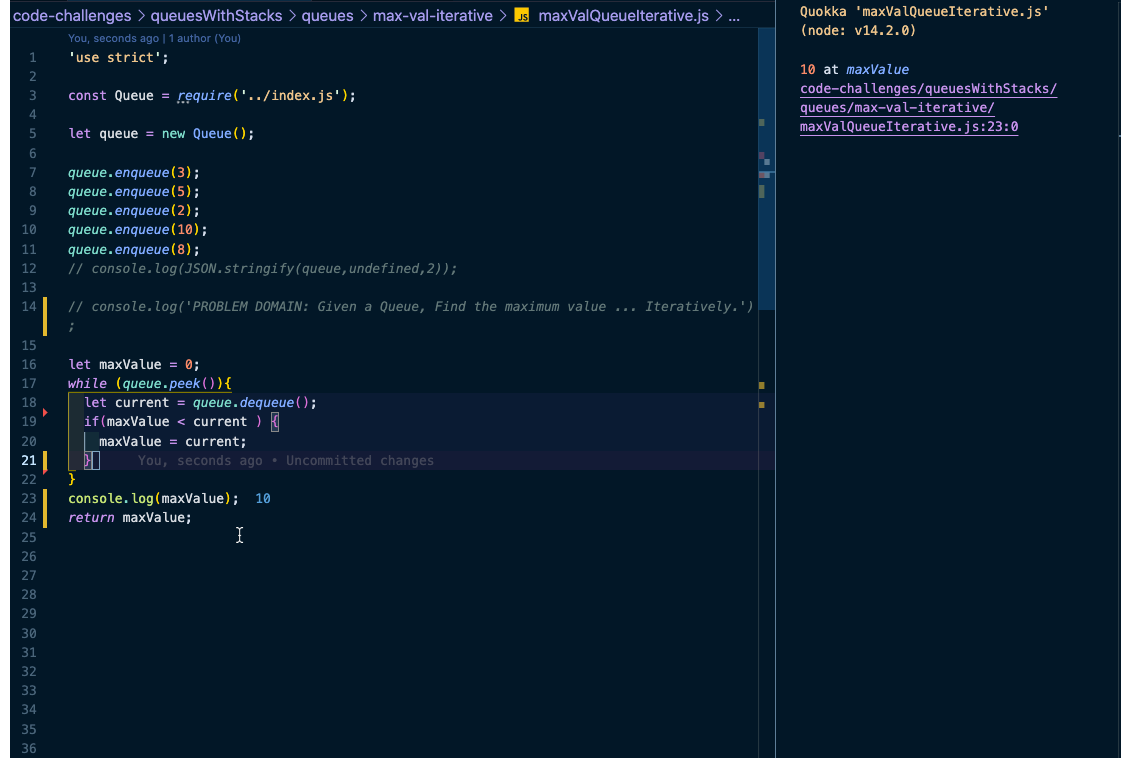 code-challenges > queuesWithStacks > queues > max-val-iterative > JS maxValQueueIterative.js > ...
You, seconds ago | 1 author (You)
1 'use strict';
2
3 const Queue = require('../index.js');
4
5 let queue = new Queue();
6
7 queue.enqueue(3);
8 queue.enqueue(5);
9 queue.enqueue(2);
10 queue.enqueue(10);
11 queue.enqueue(8);
12 // console.log(JSON.stringify(queue,undefined,2));
13
14 // console.log('PROBLEM DOMAIN: Given a Queue, Find the maximum value ... Iteratively.')
;
15
16 let maxValue = 0;
17 while (queue.peek()){
18 let current = queue.dequeue();
19 if(maxValue < current ) {
20 maxValue = current;
21 } You, seconds ago • Uncommitted changes
22 }
23 console.log(maxValue); 10
24 return maxValue;
25
26
27
28
29
30
31
32
33
34
35
36
Quokka 'maxValQueueIterative.js'
(node: v14.2.0)
10 at maxValue
code-challenges/queuesWithStacks/
queues/max-val-iterative/
maxValQueueIterative.js:23:0